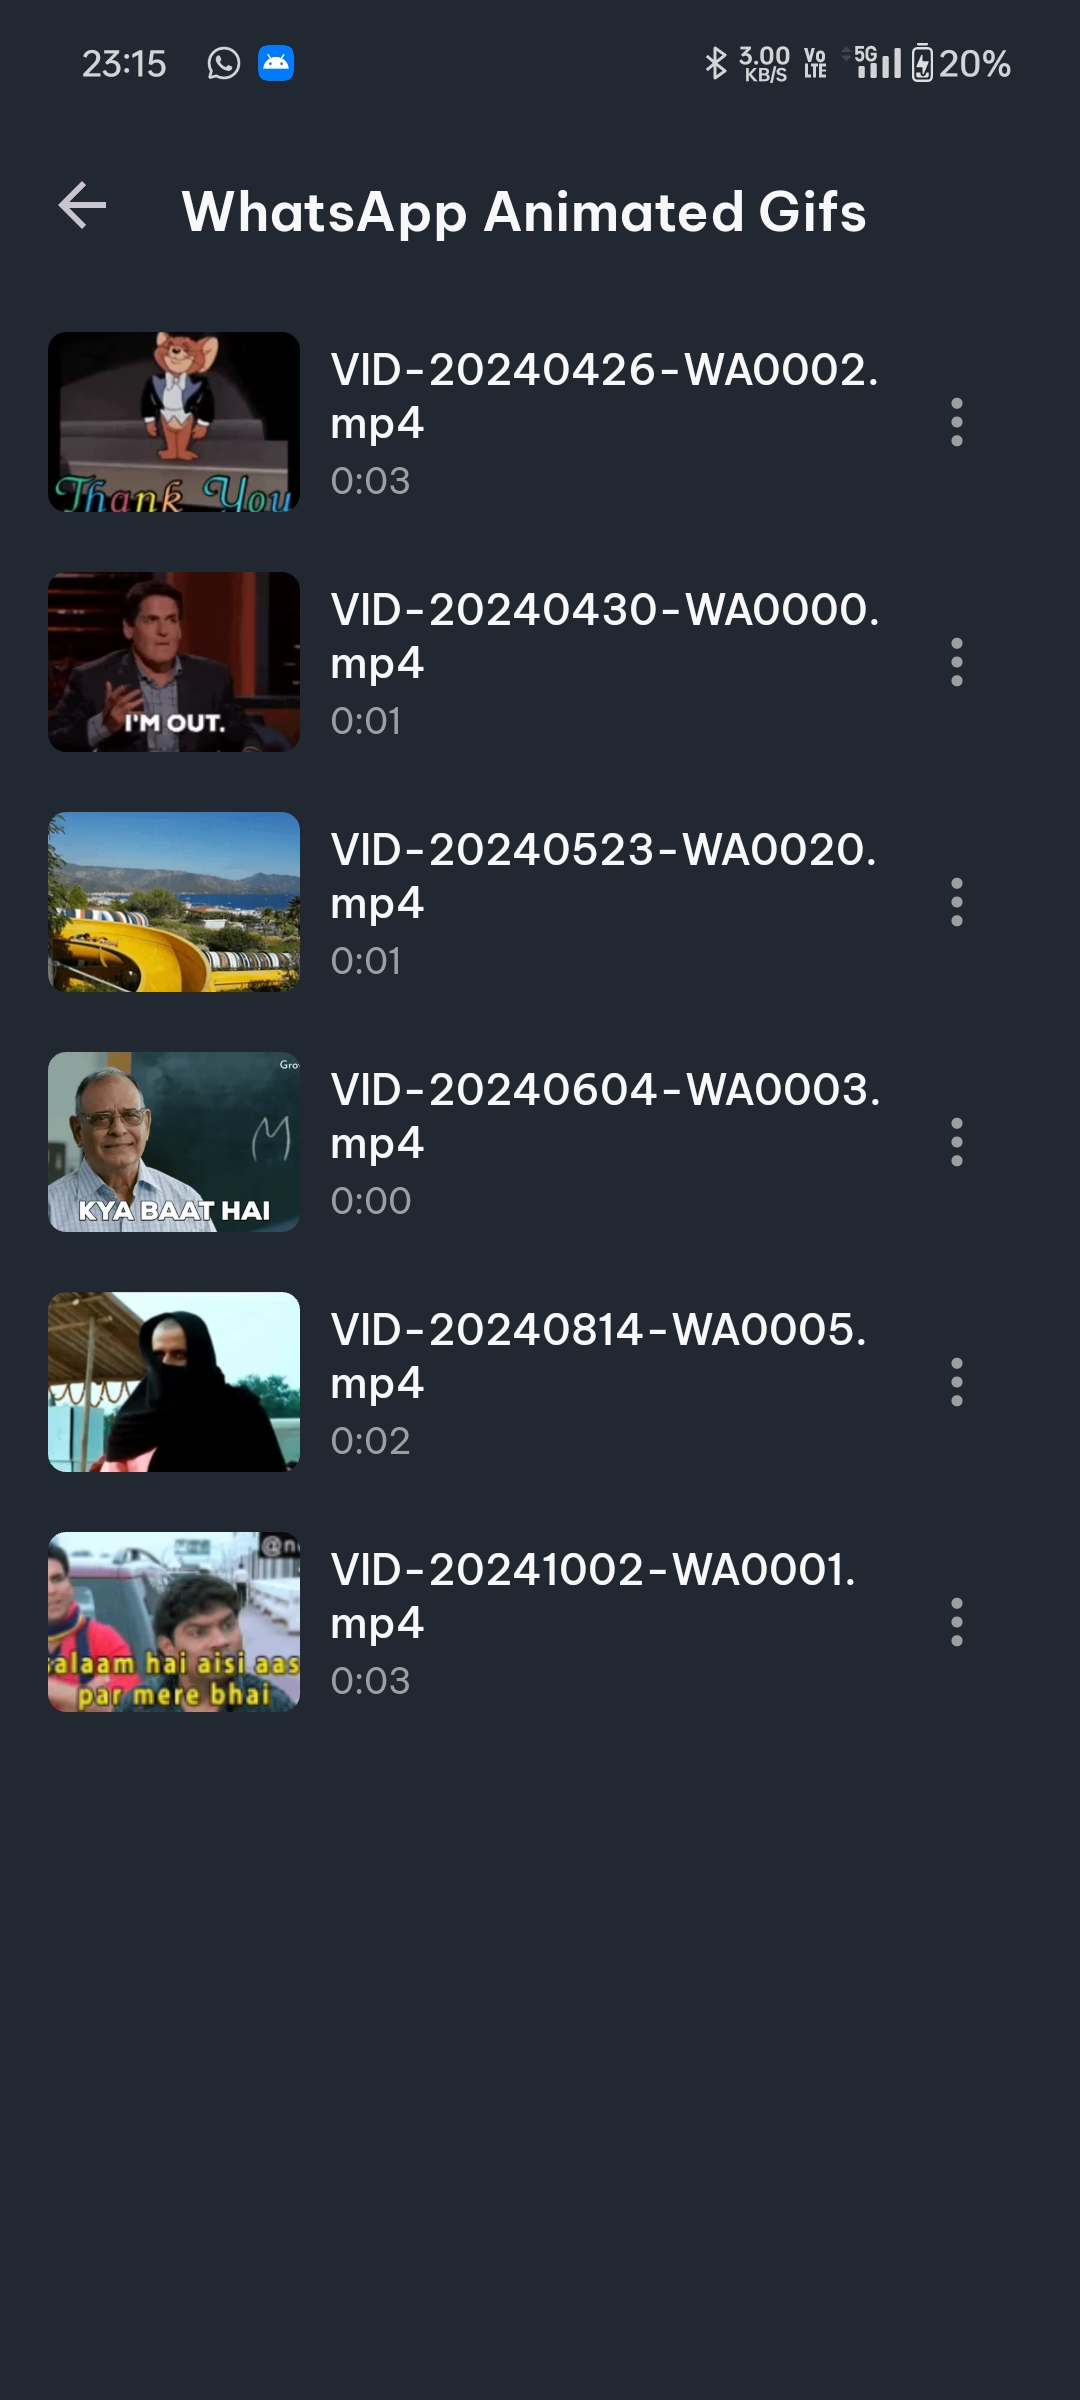 23:15
3.00
KB/S
Vo
LTE
5G
20%
WhatsApp Animated Gifs
Thank You
VID-20240426-WA0002.
mp4
0:03
I'M OUT.
VID-20240430-WA0000.
mp4
0:01
VID-20240523-WA0020.
mp4
0:01
Gro
M
KYA BAAT HAI
VID-20240604-WA0003.
mp4
0:00
VID-20240814-WA0005.
mp4
0:02
alaam hai aisi aas
par mere bhai
VID-20241002-WA0001.
mp4
0:03